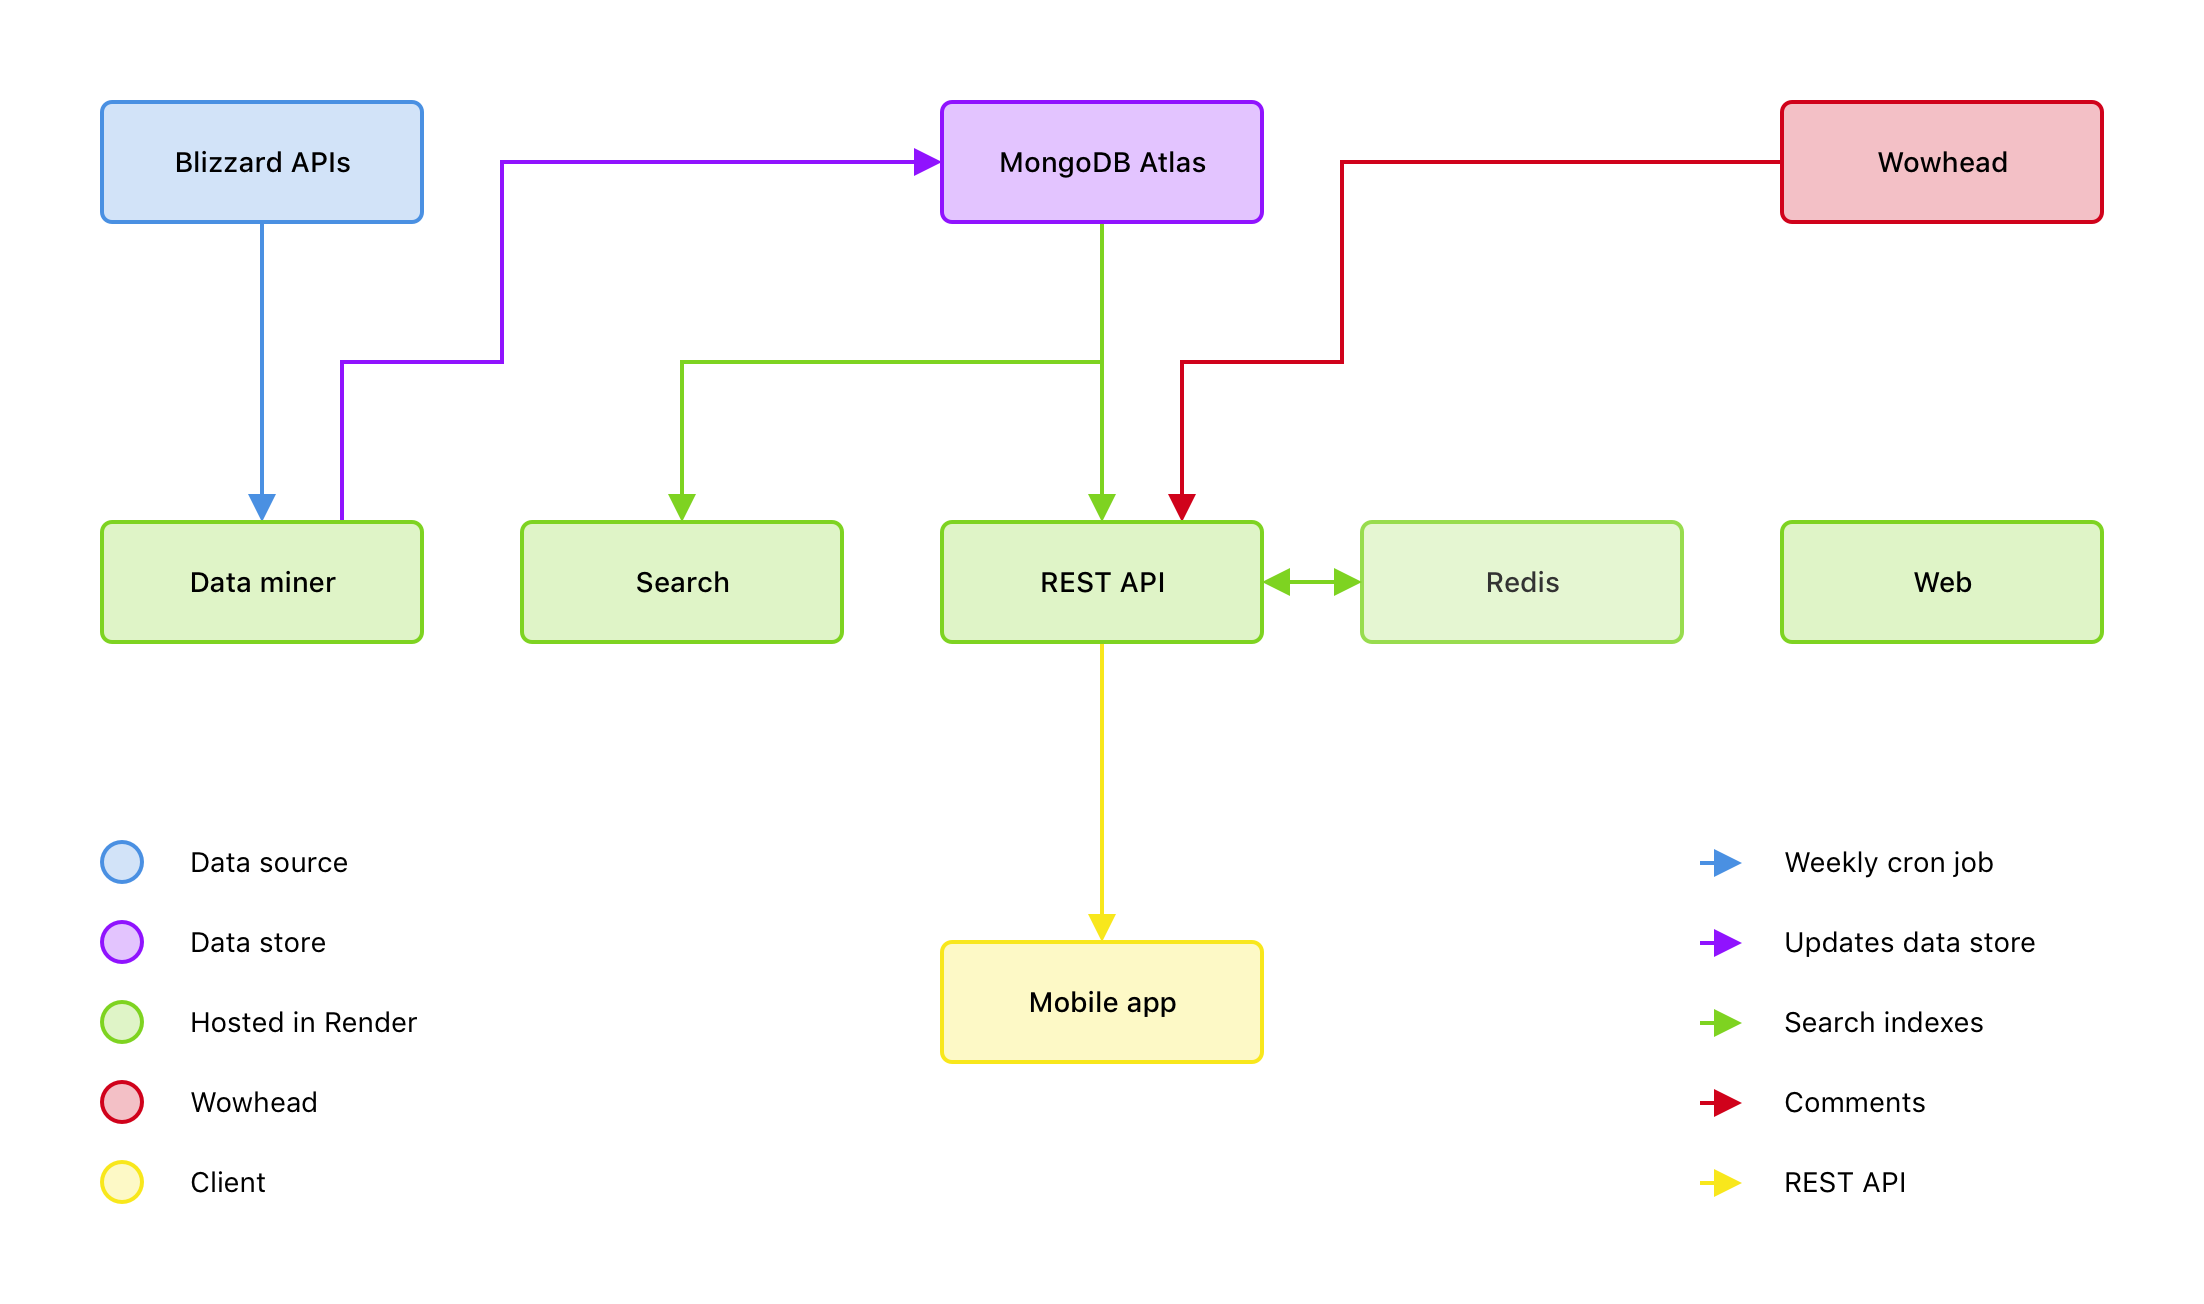 Blizzard APIs
MongoDB Atlas
Wowhead
Data miner
Search
REST API
Redis
Web
Mobile app
Data source
Data store
Hosted in Render
Wowhead
Client
Weekly cron job
Updates data store
Search indexes
Comments
REST API